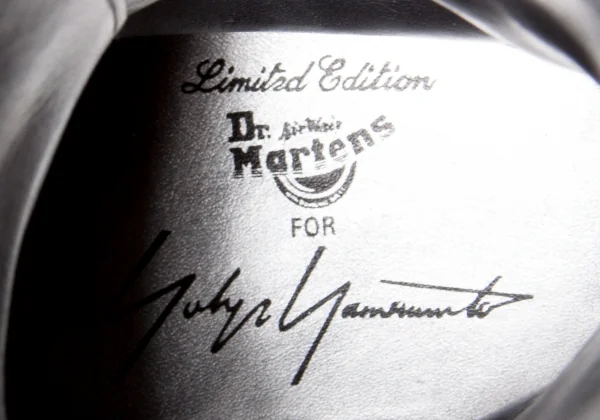 Limited Edition
Dr. AirWair
Martens
FOR
Yohji Yamamoto